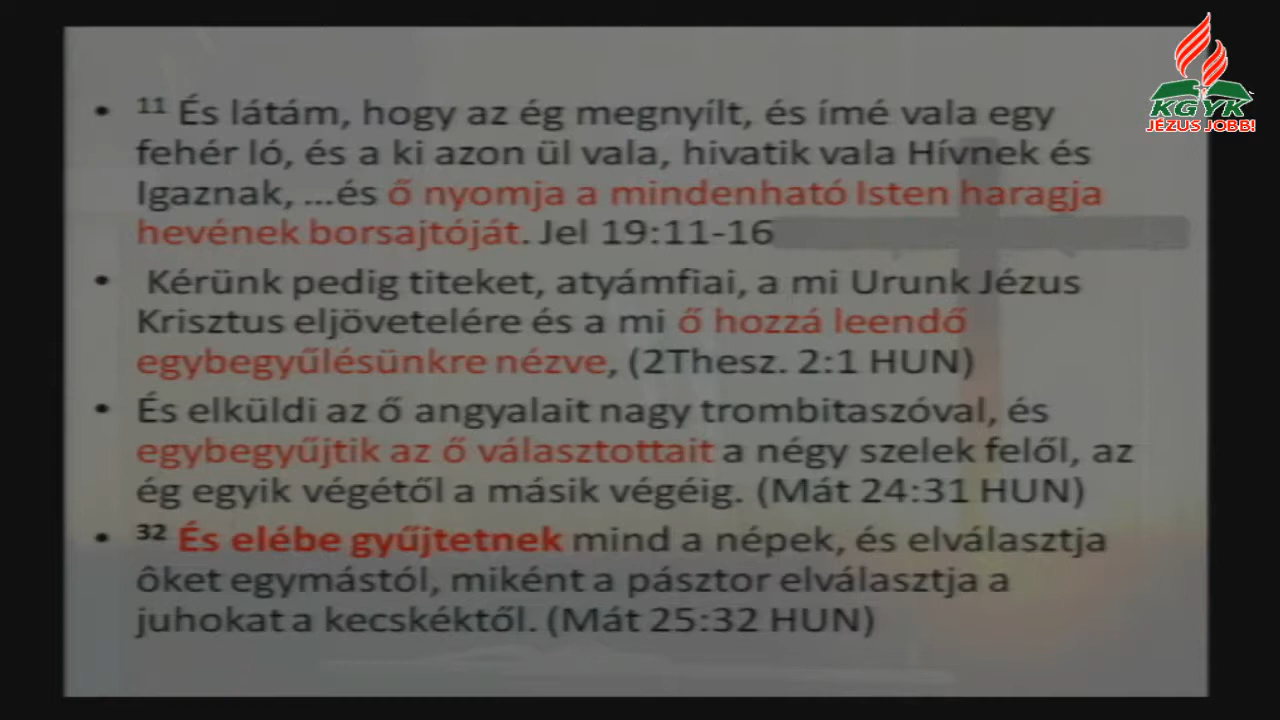 • ¹¹ És látám, hogy az ég megnyílt, és ímé vala egy
fehér ló, és a ki azon ül vala, hivatik vala Hívnek és
Igaznak, ...és ő nyomja a mindenható Isten haragja
hevének borsajtóját. Jel 19:11-16
• Kérünk pedig titeket, atyámfiai, a mi Urunk Jézus
Krisztus eljövetelére és a mi ő hozzá leendő
egybegyűlésünkre nézve, (2Thesz. 2:1 HUN)
• És elküldi az ő angyalait nagy trombitaszóval, és
egybegyűjtik az ő választottait a négy szelek felől, az
ég egyik végétől a másik végéig. (Mát 24:31 HUN)
• ³² És elébe gyűjtetnek mind a népek, és elválasztja
ôket egymástól, miként a pásztor elválasztja a
juhokat a kecskéktől. (Mát 25:32 HUN)
KGYK
JÉZUS JOBB!